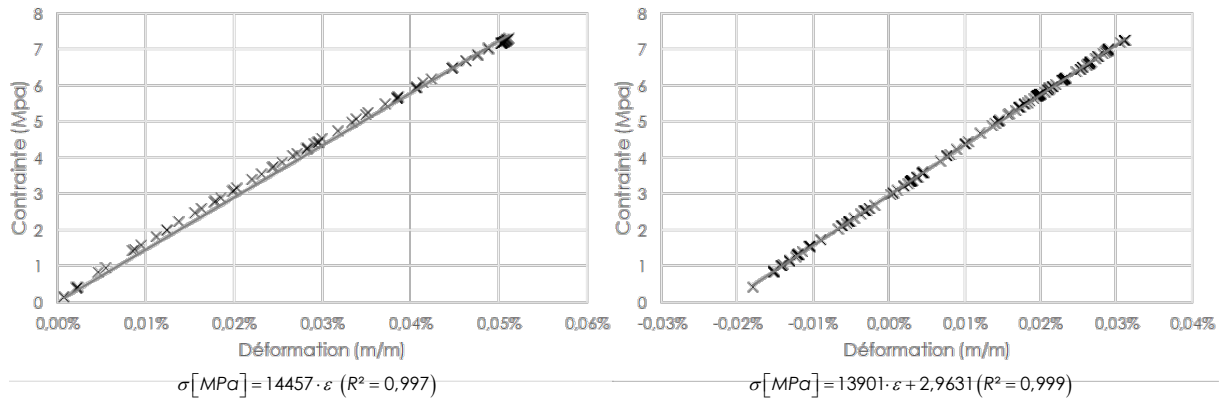 8
7
6
5
4
3
2
1
0
Contrainte (Mpa)
0,00% 0,01% 0,02% 0,03% 0,04% 0,05% 0,06%
Déformation (m/m)
σ[MPa] = 14457 · ε (R² = 0,997)
8
7
6
5
4
3
2
1
0
Contrainte (Mpa)
-0,03% -0,02% -0,01% 0,00% 0,01% 0,02% 0,03% 0,04%
Déformation (m/m)
σ[MPa] = 13901 · ε + 2,9631 (R² = 0,999)